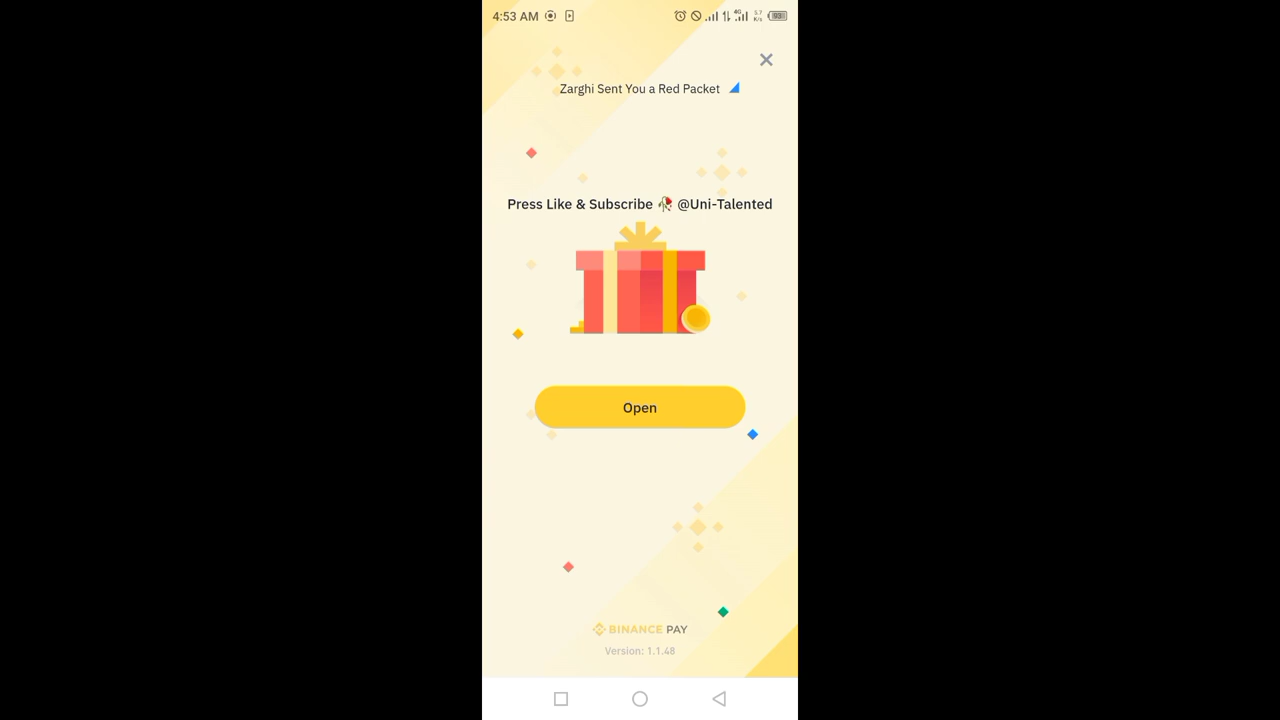 4:53 AM
4G
Zarghi Sent You a Red Packet
Press Like & Subscribe 🥀 @Uni-Talented
Open
BINANCE PAY
Version: 1.1.48